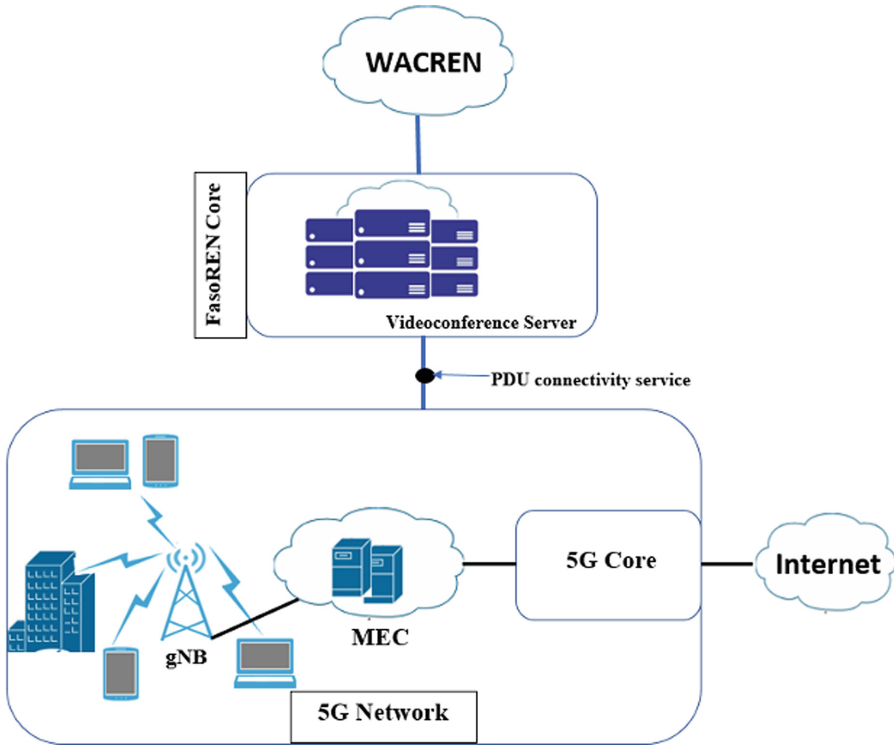 WACREN
FasoREN Core
Videoconference Server
PDU connectivity service
5G Core
Internet
MEC
gNB
5G Network